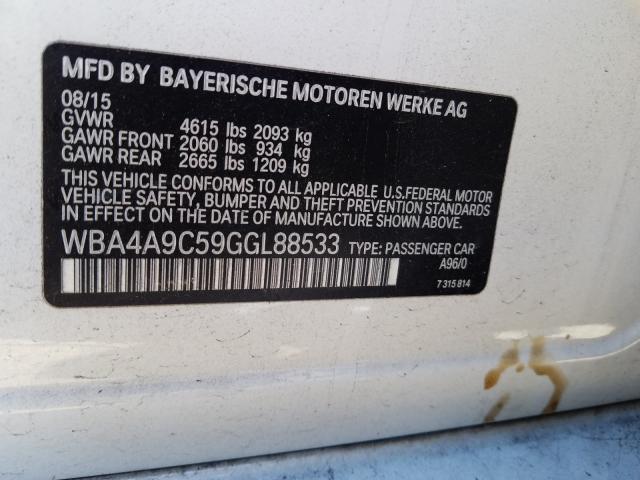 MFD BY BAYERISCHE MOTOREN WERKE AG
08/15
GVWR 4615 lbs 2093 kg
GAWR FRONT 2060 lbs 934 kg
GAWR REAR 2665 lbs 1209 kg
THIS VEHICLE CONFORMS TO ALL APPLICABLE U.S.FEDERAL MOTOR
VEHICLE SAFETY, BUMPER AND THEFT PREVENTION STANDARDS
IN EFFECT ON THE DATE OF MANUFACTURE SHOWN ABOVE.
WBA4A9C59GGL88533 TYPE: PASSENGER CAR
A96/0
7 315 814